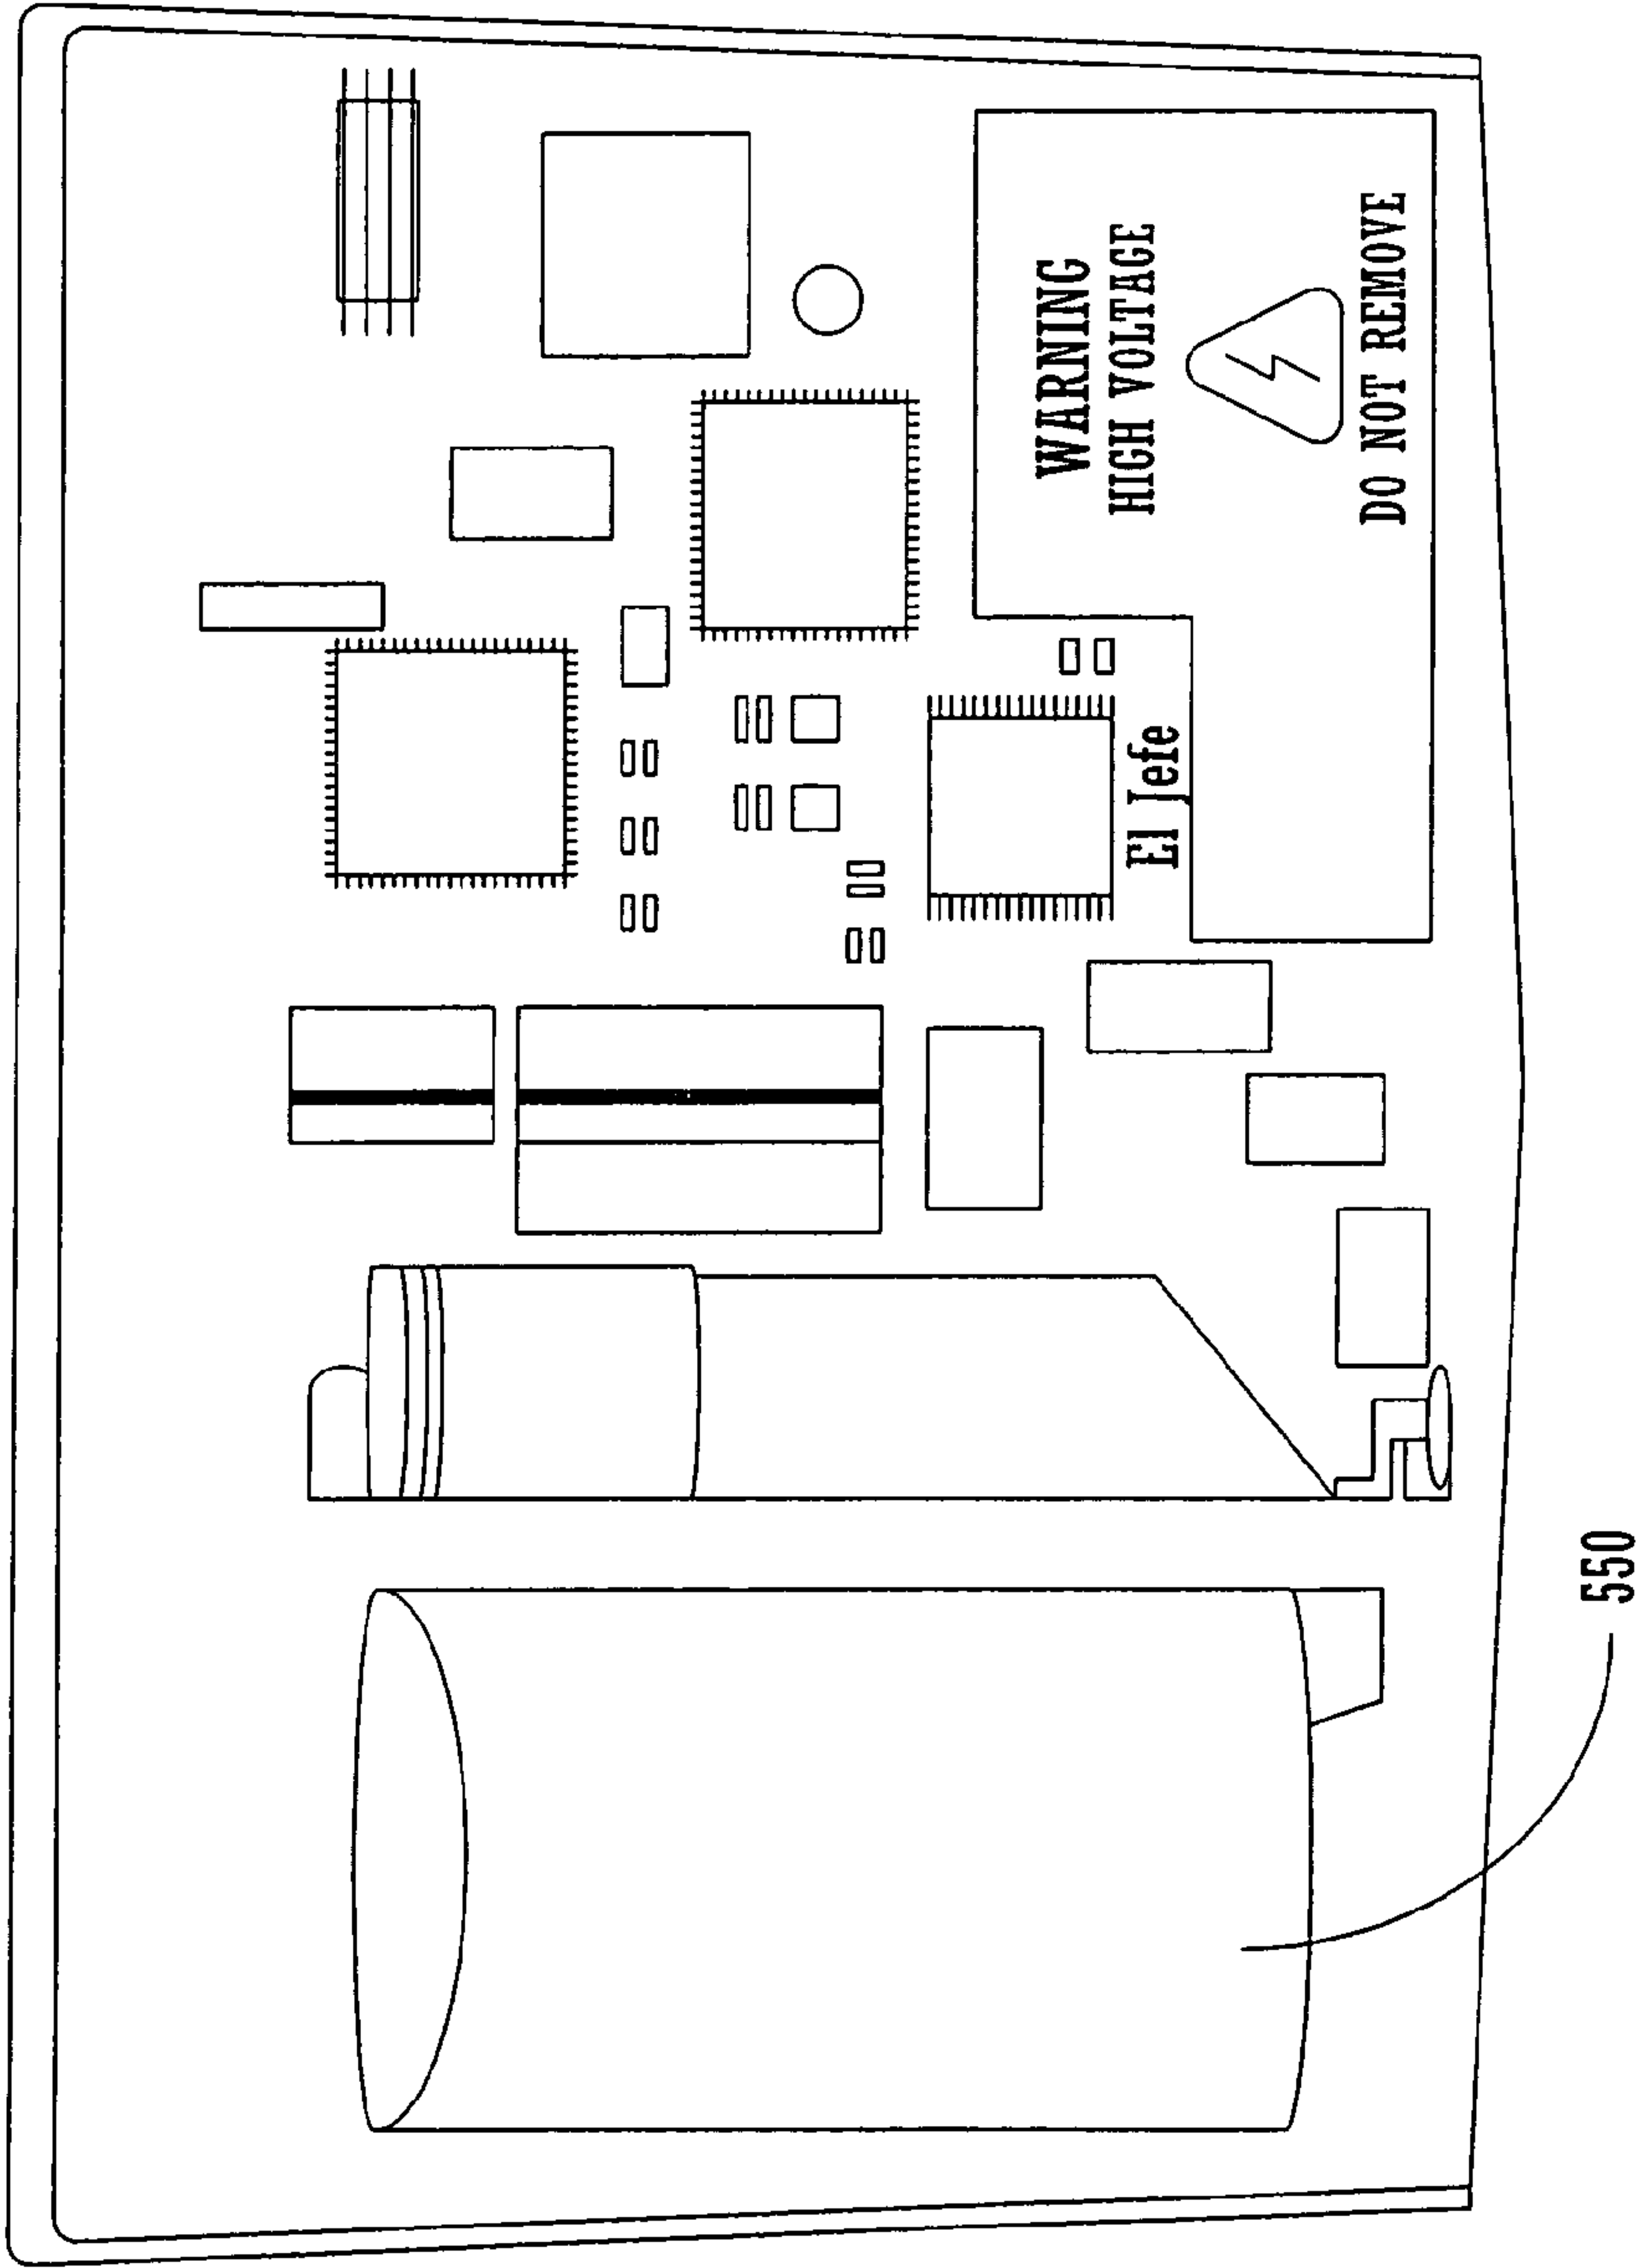 WARNING
HIGH VOLTAGE
DO NOT REMOVE
El Jefe
550